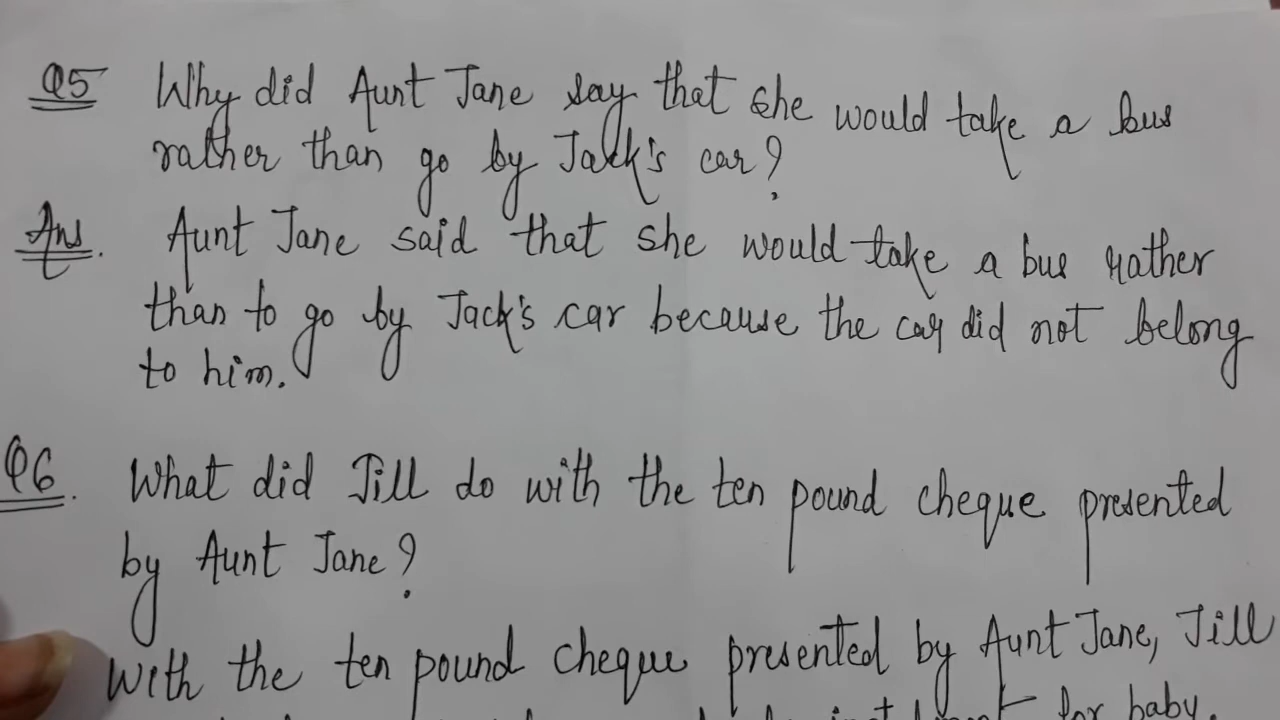 Q5 Why did Aunt Jane say that she would take a bus
rather than go by Jack's car?
Ans. Aunt Jane said that she would take a bus rather
than to go by Jack's car because the car did not belong
to him.
Q6. What did Jill do with the ten pound cheque presented
by Aunt Jane?
With the ten pound cheque presented by Aunt Jane, Jill
for baby.